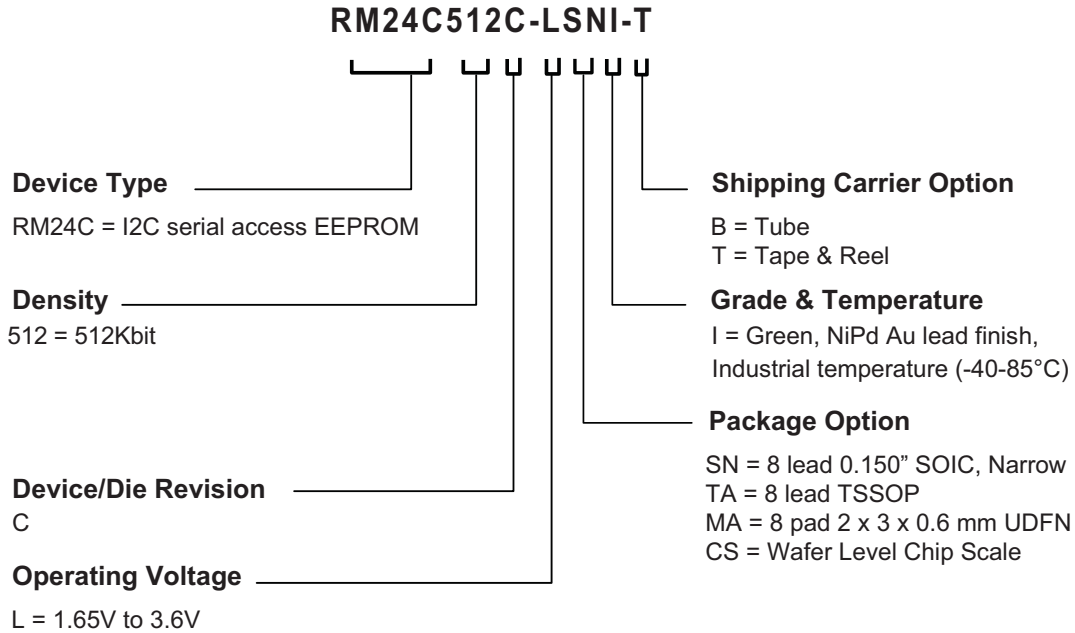 RM24C512C-LSNI-T
Device Type
RM24C = I2C serial access EEPROM
Density
512 = 512Kbit
Device/Die Revision
C
Operating Voltage
L = 1.65V to 3.6V
Shipping Carrier Option
B = Tube
T = Tape & Reel
Grade & Temperature
I = Green, NiPd Au lead finish,
Industrial temperature (-40-85°C)
Package Option
SN = 8 lead 0.150” SOIC, Narrow
TA = 8 lead TSSOP
MA = 8 pad 2 x 3 x 0.6 mm UDFN
CS = Wafer Level Chip Scale